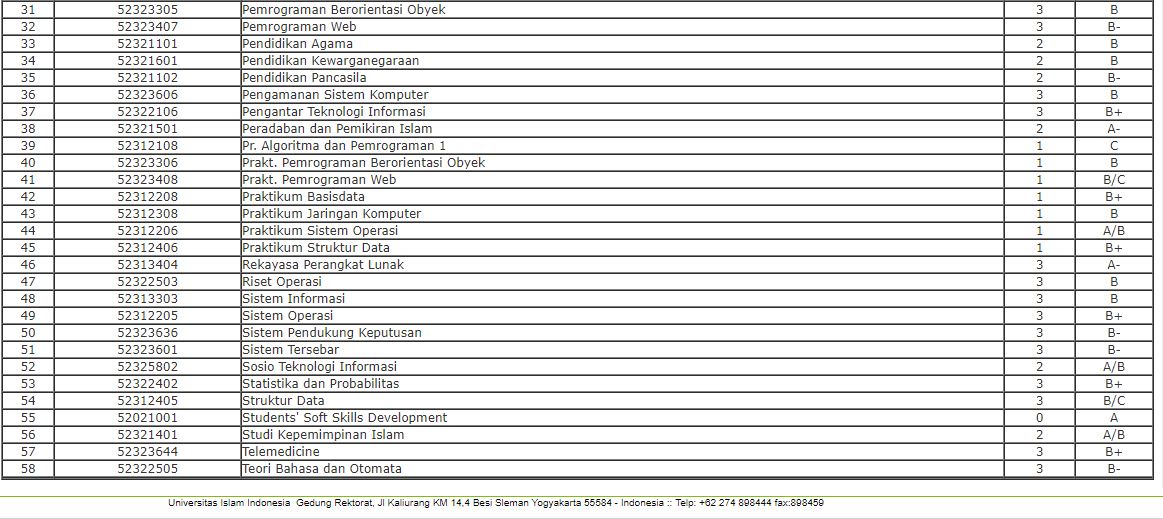 31 52323305 Pemrograman Berorientasi Obyek 3 B
32 52323407 Pemrograman Web 3 B-
33 52321101 Pendidikan Agama 2 B
34 52321601 Pendidikan Kewarganegaraan 2 B
35 52321102 Pendidikan Pancasila 2 B-
36 52323606 Pengamanan Sistem Komputer 3 B
37 52322106 Pengantar Teknologi Informasi 3 B+
38 52321501 Peradaban dan Pemikiran Islam 2 A-
39 52312108 Pr. Algoritma dan Pemrograman 1 1 C
40 52323306 Prakt. Pemrograman Berorientasi Obyek 1 B
41 52323408 Prakt. Pemrograman Web 1 B/C
42 52312208 Praktikum Basisdata 1 B+
43 52312308 Praktikum Jaringan Komputer 1 B
44 52312206 Praktikum Sistem Operasi 1 A/B
45 52312406 Praktikum Struktur Data 1 B+
46 52313404 Rekayasa Perangkat Lunak 3 A-
47 52322503 Riset Operasi 3 B
48 52313303 Sistem Informasi 3 B
49 52312205 Sistem Operasi 3 B+
50 52323636 Sistem Pendukung Keputusan 3 B-
51 52323601 Sistem Tersebar 3 B-
52 52325802 Sosio Teknologi Informasi 2 A/B
53 52322402 Statistika dan Probabilitas 3 B+
54 52312405 Struktur Data 3 B/C
55 52021001 Students' Soft Skills Development 0 A
56 52321401 Studi Kepemimpinan Islam 2 A/B
57 52323644 Telemedicine 3 B+
58 52322505 Teori Bahasa dan Otomata 3 B-
Universitas Islam Indonesia Gedung Rektorat, Jl Kaliurang KM 14,4 Besi Sleman Yogyakarta 55584 - Indonesia :: Telp: +62 274 898444 fax:898459